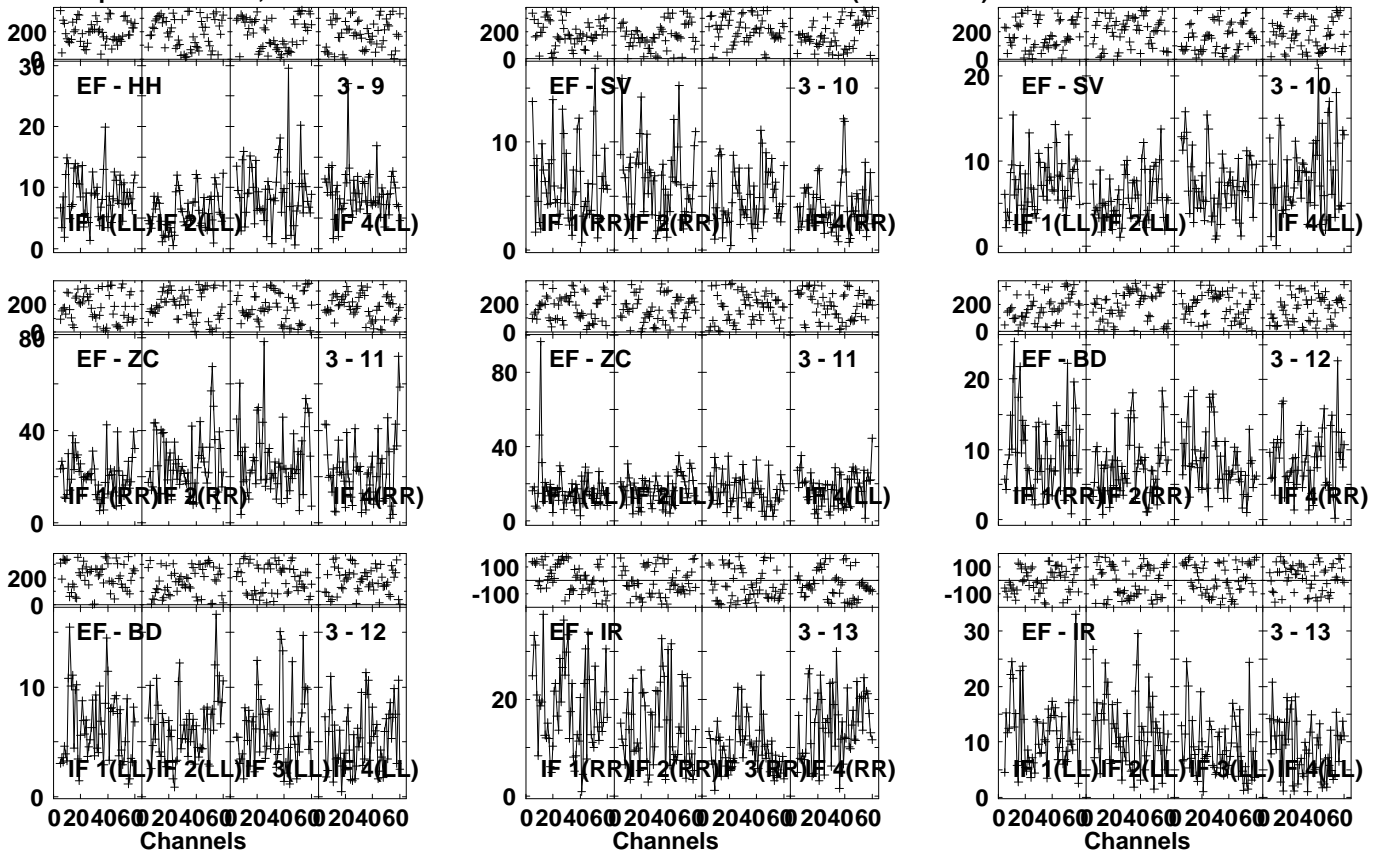 200
0
30
20
10
0
EF - HH 3 - 9
IF 1(LL) IF 2(LL) IF 4(LL)
200
0
10
0
EF - SV 3 - 10
IF 1(RR) IF 2(RR) IF 4(RR)
200
0
20
10
0
EF - SV 3 - 10
IF 1(LL) IF 2(LL) IF 4(LL)
200
0
80
40
0
EF - ZC 3 - 11
IF 1(RR) IF 2(RR) IF 4(RR)
200
0
80
40
0
EF - ZC 3 - 11
IF 1(LL) IF 2(LL) IF 4(LL)
200
0
20
10
0
EF - BD 3 - 12
IF 1(RR) IF 2(RR) IF 4(RR)
200
0
10
0
EF - BD 3 - 12
IF 1(LL) IF 2(LL) IF 3(LL) IF 4(LL)
0 20 40 60 0 20 40 60 0 20 40 60 0 20 40 60
Channels
100
-100
20
10
0
EF - IR 3 - 13
IF 1(RR) IF 2(RR) IF 3(RR) IF 4(RR)
0 20 40 60 0 20 40 60 0 20 40 60 0 20 40 60
Channels
100
-100
30
20
10
0
EF - IR 3 - 13
IF 1(LL) IF 2(LL) IF 3(LL) IF 4(LL)
0 20 40 60 0 20 40 60 0 20 40 60 0 20 40 60
Channels